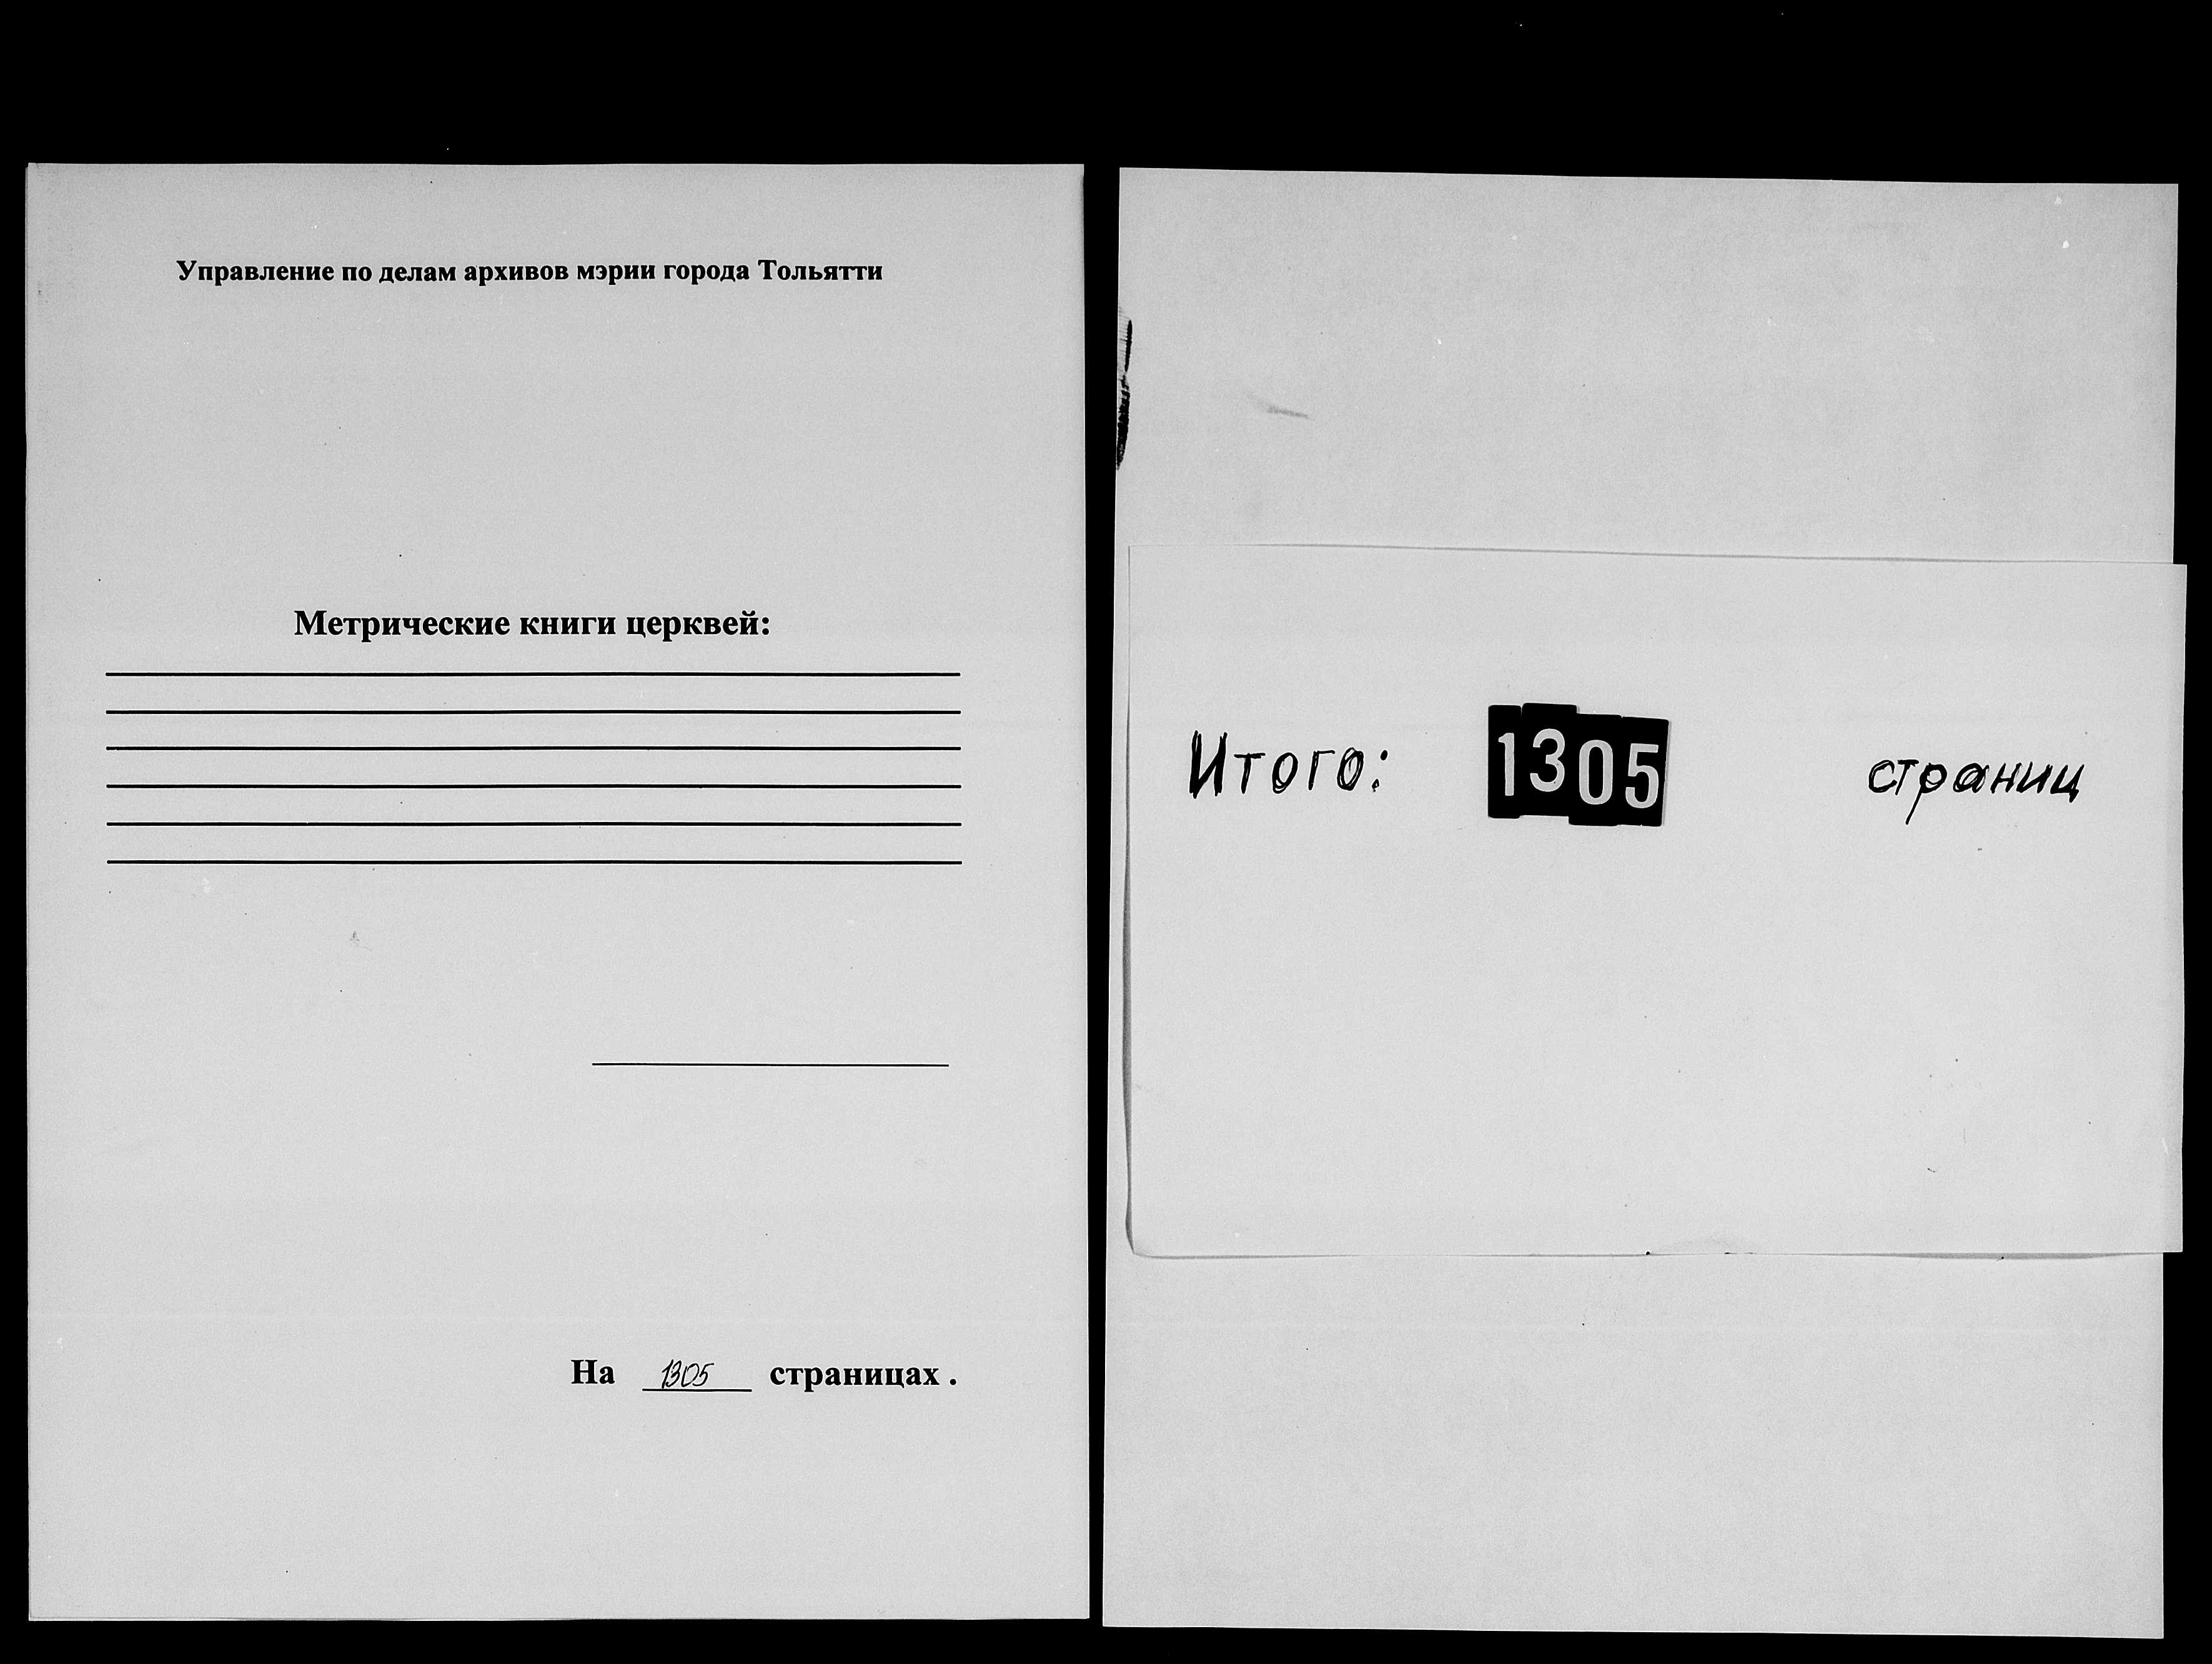 Управление по делам архивов мэрии города Тольятти
Метрические книги церквей:
На 1305 страницах .
Итого: 1305 страниц